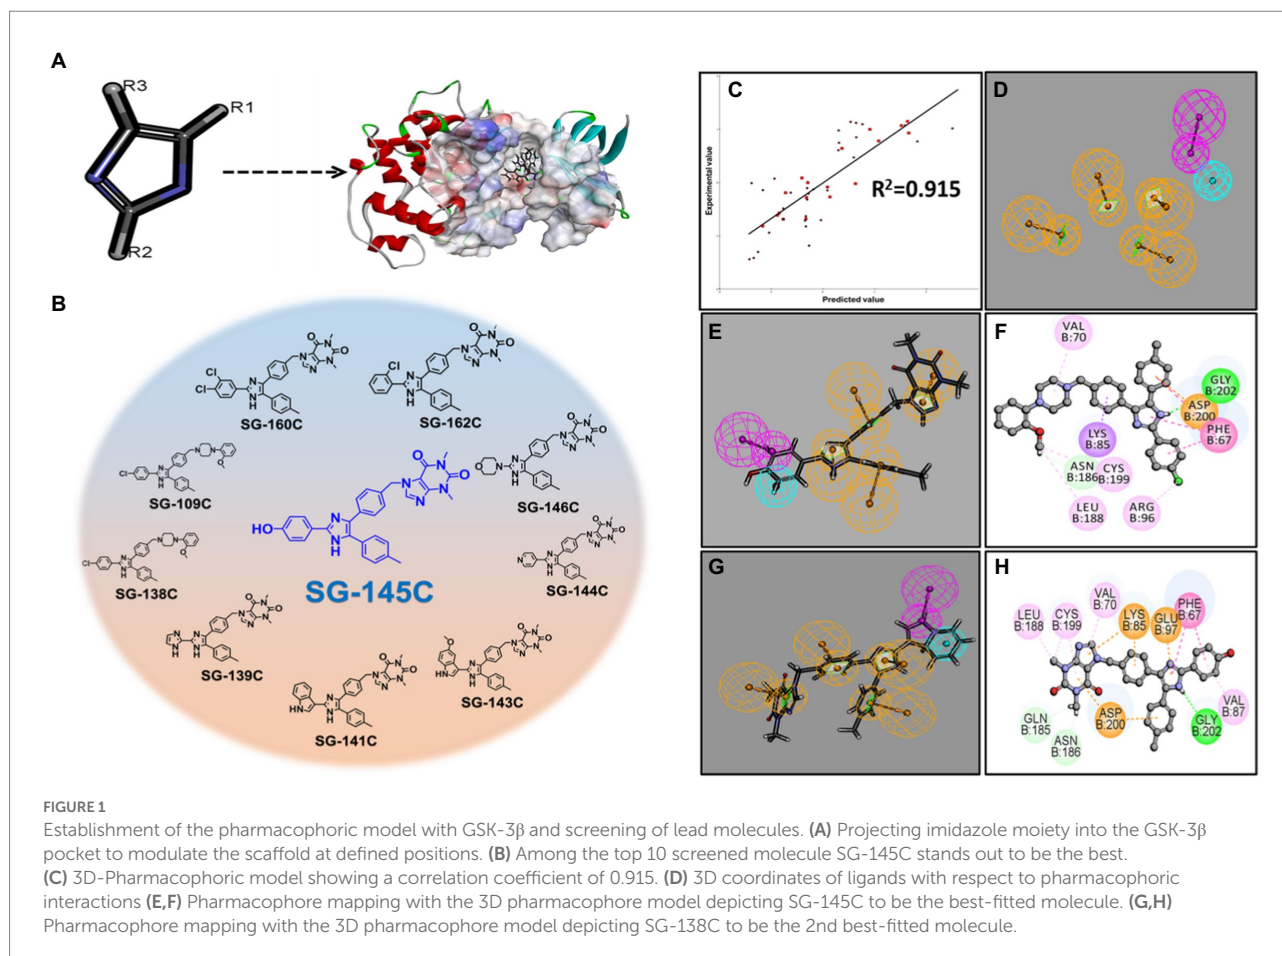 A
R3
R1
R2
B
SG-160C
SG-162C
SG-109C
SG-146C
SG-145C
SG-138C
SG-144C
SG-139C
SG-143C
SG-141C
C
Experimental value
R²=0.915
Predicted value
D
E
F
VAL
B:70
GLY
B:202
ASP
B:200
PHE
B:67
LYS
B:85
ASN
B:186
CYS
B:199
LEU
B:188
ARG
B:96
G
H
LEU
B:188
CYS
B:199
VAL
B:70
LYS
B:85
GLU
B:97
PHE
B:67
VAL
B:87
GLN
B:185
ASN
B:186
ASP
B:200
GLY
B:202
FIGURE 1
Establishment of the pharmacophoric model with GSK-3β and screening of lead molecules. (A) Projecting imidazole moiety into the GSK-3β
pocket to modulate the scaffold at defined positions. (B) Among the top 10 screened molecule SG-145C stands out to be the best.
(C) 3D-Pharmacophoric model showing a correlation coefficient of 0.915. (D) 3D coordinates of ligands with respect to pharmacophoric
interactions (E,F) Pharmacophore mapping with the 3D pharmacophore model depicting SG-145C to be the best-fitted molecule. (G,H)
Pharmacophore mapping with the 3D pharmacophore model depicting SG-138C to be the 2nd best-fitted molecule.